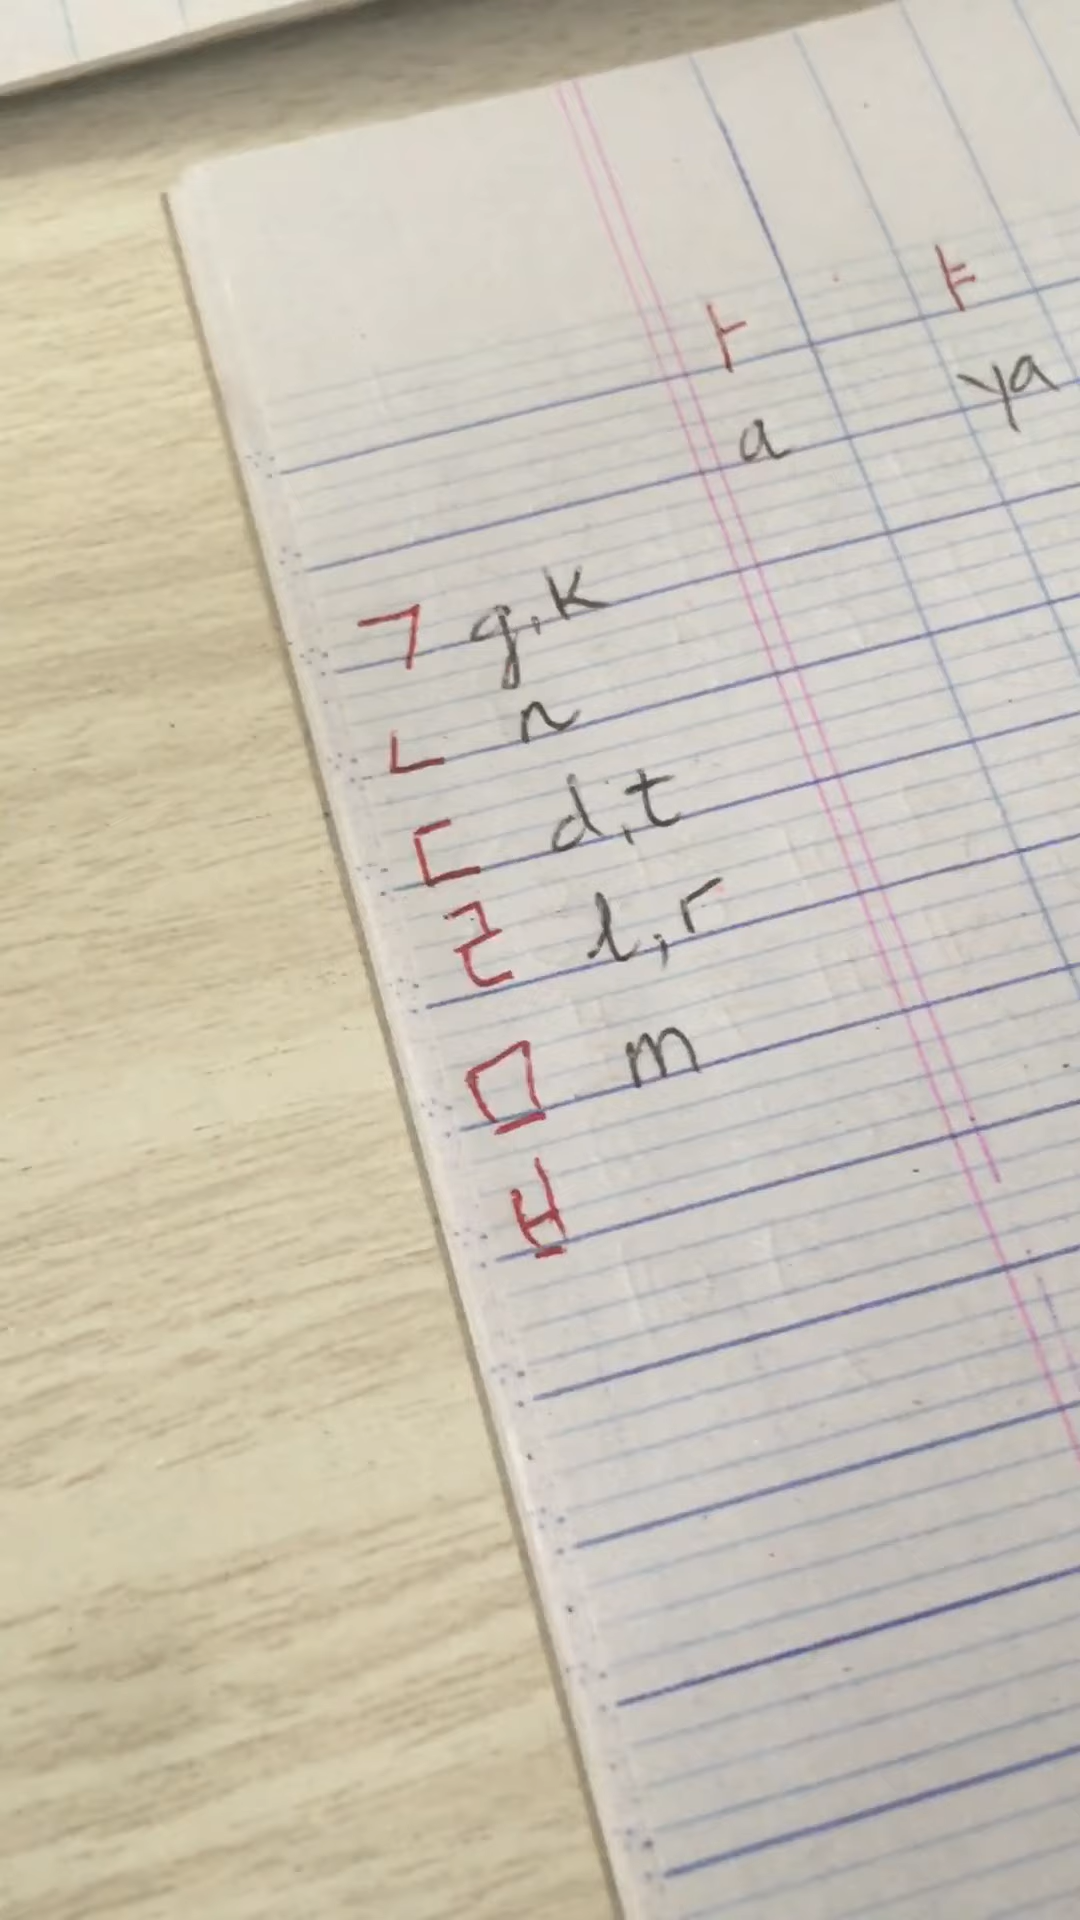 ㅏ ㅑ
a ya
ㄱ g, k
ㄴ n
ㄷ d, t
ㄹ l, r
ㅁ m
ㅂ